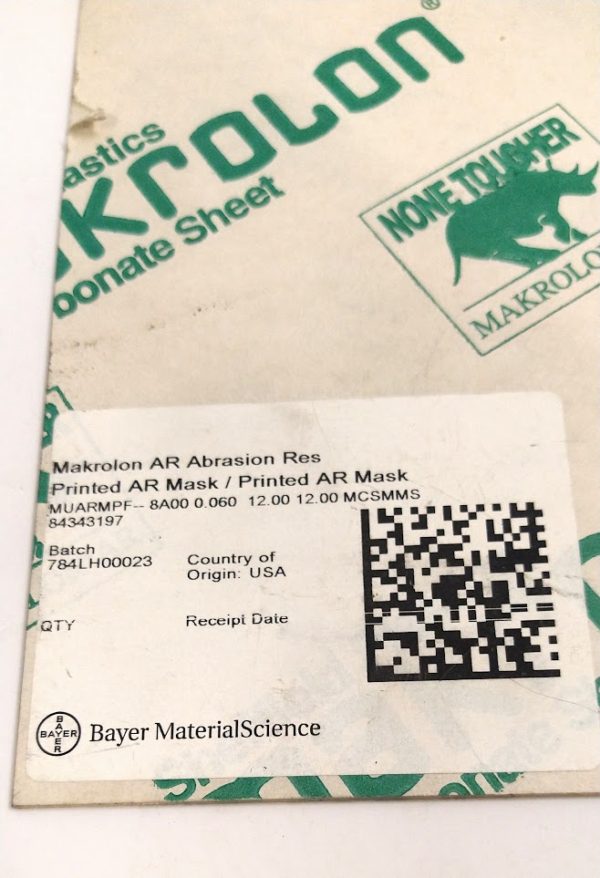 astics
KROLON®
bonate Sheet
NONE TOUGHER
MAKROLO
Makrolon AR Abrasion Res
Printed AR Mask / Printed AR Mask
MUARMPF-- 8A00 0.060 12.00 12.00 MCSMMS
84343197
Batch
784LH00023
Country of
Origin: USA
QTY
Receipt Date
BAYER
BAYER
Bayer MaterialScience